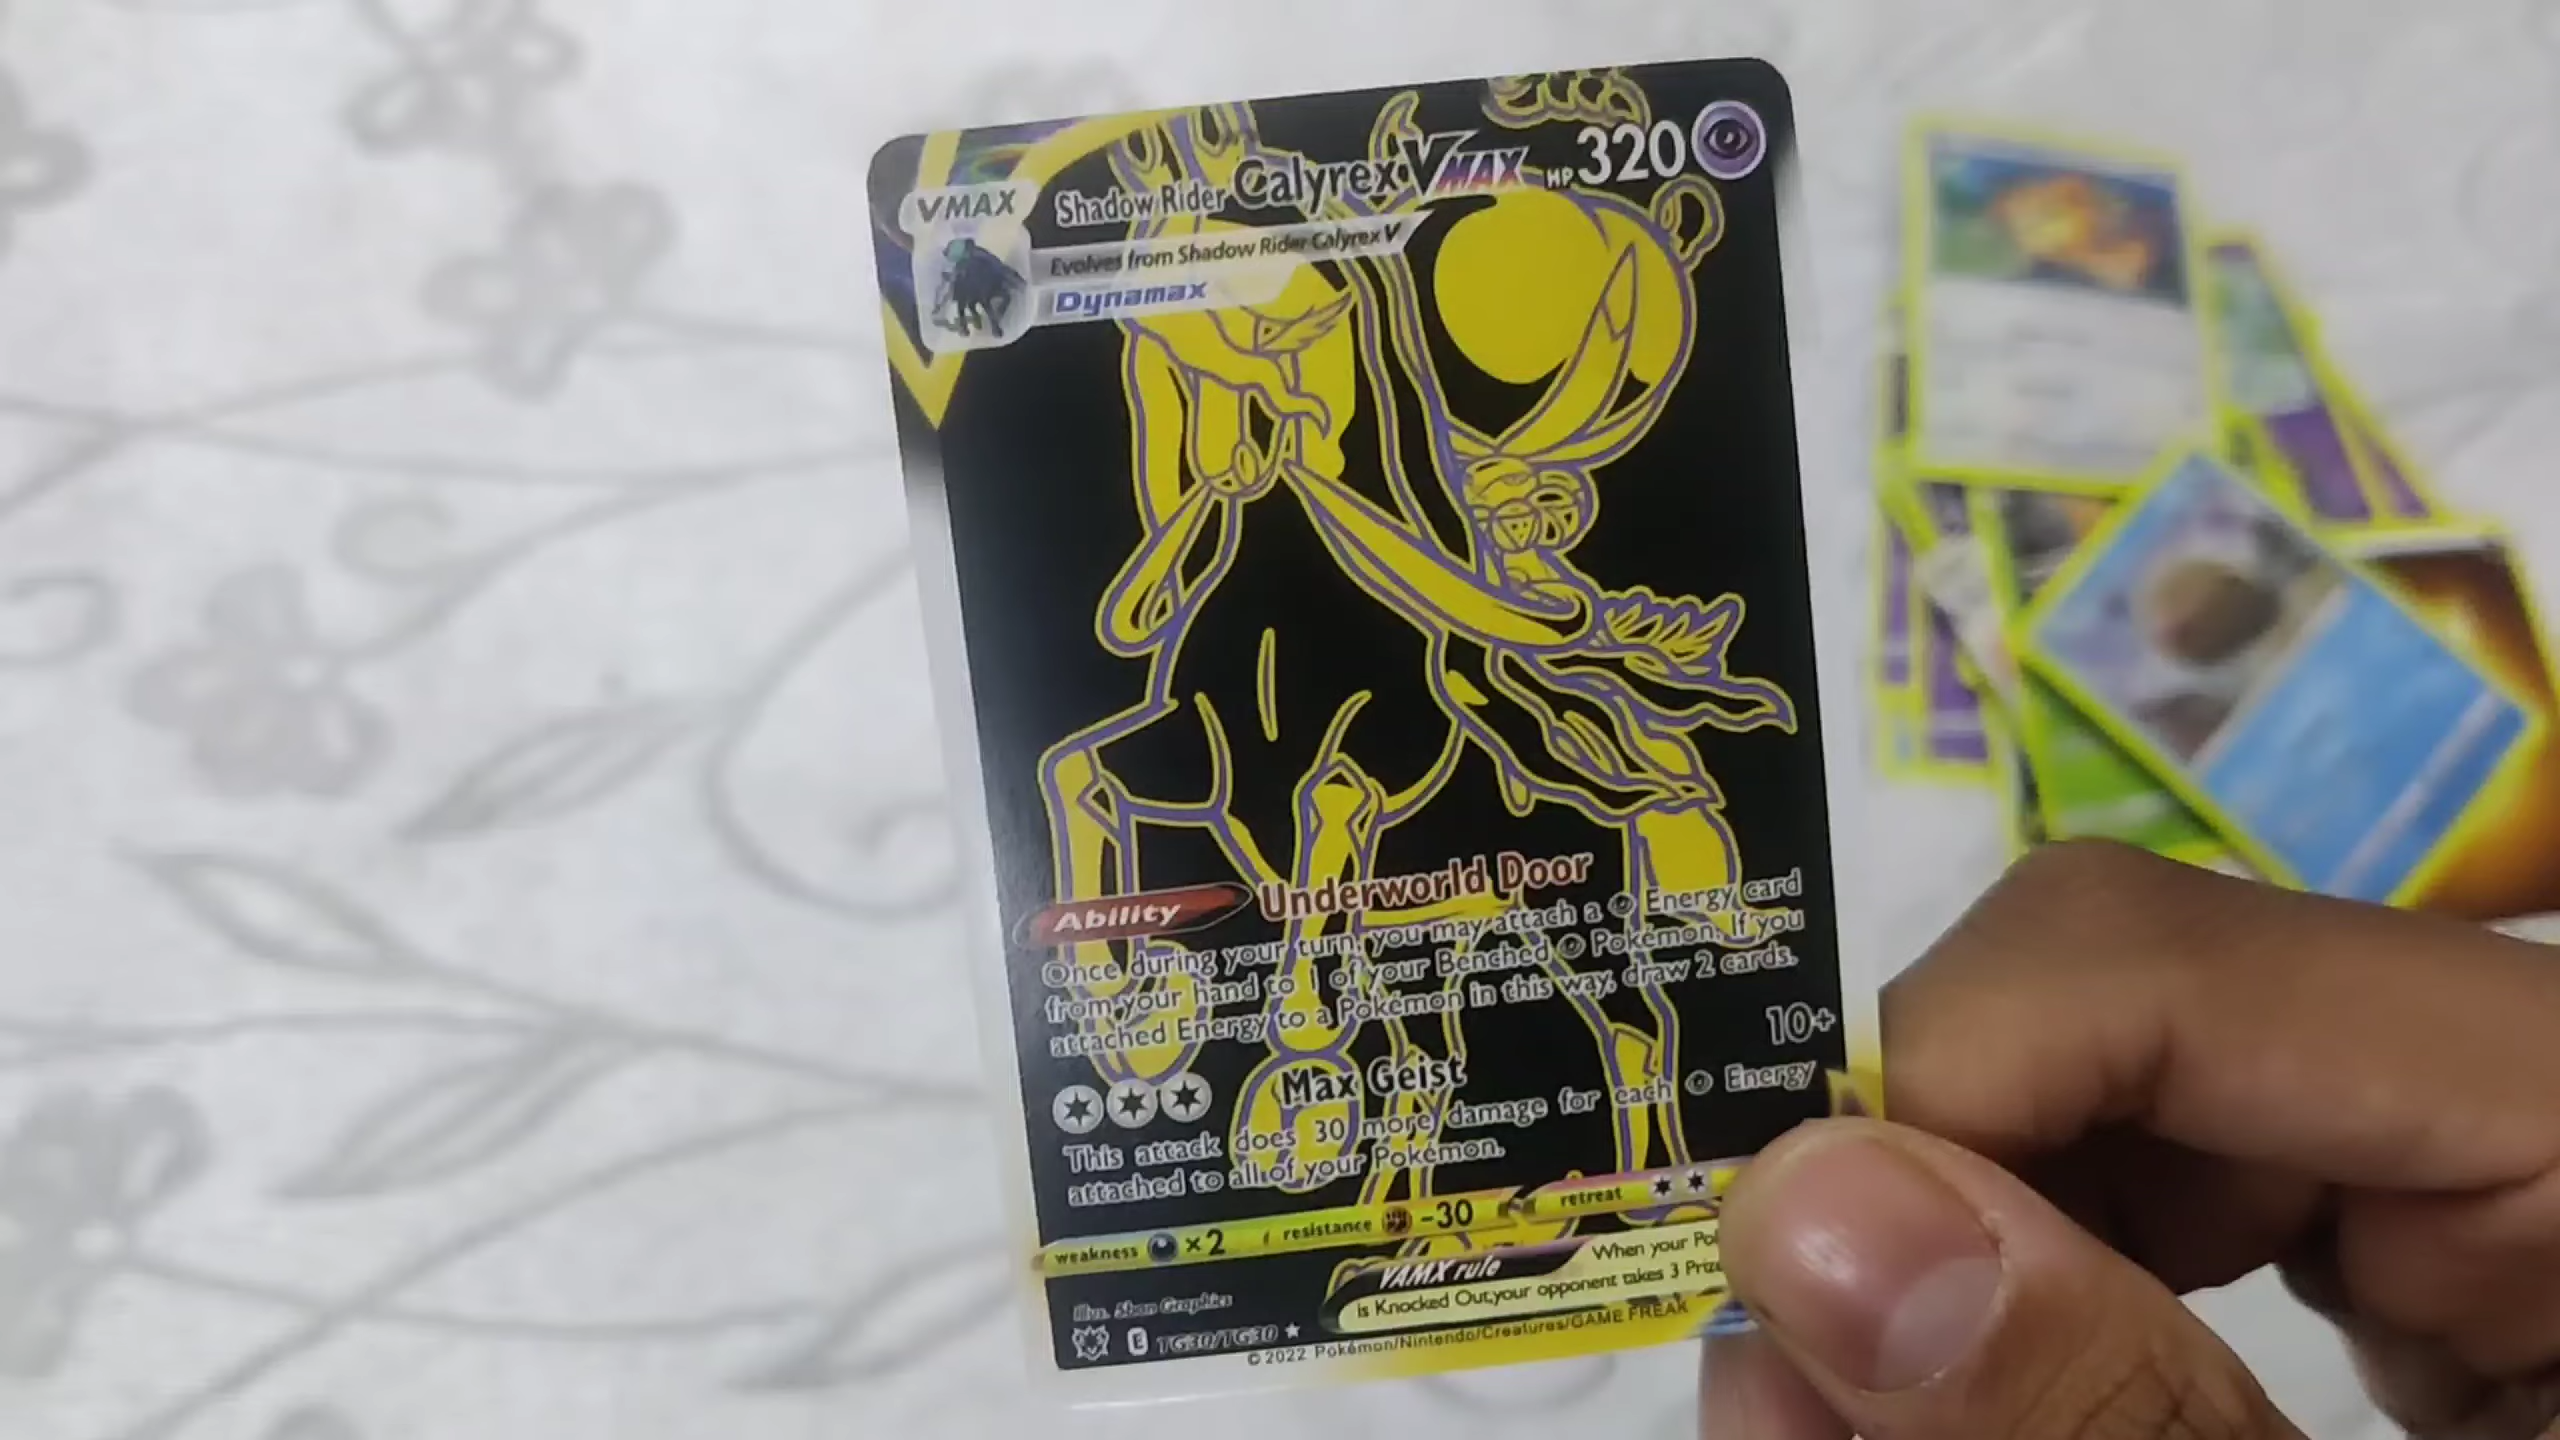 VMAX
Shadow Rider Calyrex VMAX HP 320
Evolves from Shadow Rider Calyrex V
Dynamax
Ability Underworld Door
Once during your turn, you may attach a Energy card
from your hand to 1 of your Benched Pokémon. If you
attached Energy to a Pokémon in this way, draw 2 cards.
Max Geist 10+
This attack does 30 more damage for each Energy
attached to all of your Pokémon.
weakness ×2 resistance -30 retreat
VAMX rule When your
is Knocked Out,your opponent takes 3
Illus. 5ban Graphics
E TG30/TG30
© 2022 Pokémon/Nintendo/Creatures/GAME FREAK